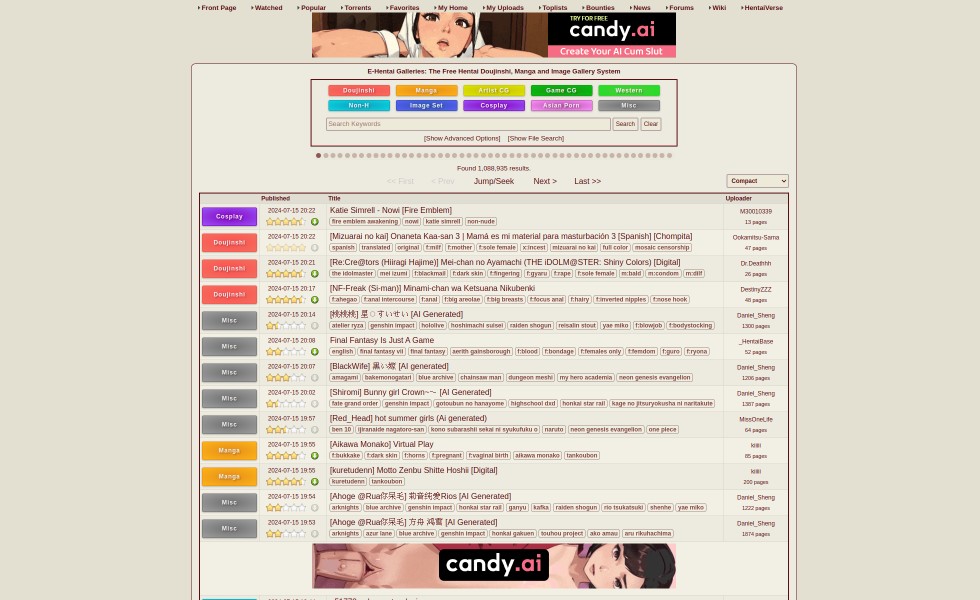 Front Page Watched Popular Torrents Favorites My Home My Uploads Toplists Bounties News Forums Wiki HentaiVerse
TRY FOR FREE
candy.ai
Create Your AI Cum Slut
E-Hentai Galleries: The Free Hentai Doujinshi, Manga and Image Gallery System
Doujinshi Manga Artist CG Game CG Western
Non-H Image Set Cosplay Asian Porn Misc
Search Keywords Search Clear
[Show Advanced Options] [Show File Search]
Found 1,088,935 results.
<< First < Prev Jump/Seek Next > Last >> Compact
Published Title Uploader
Cosplay 2024-07-15 20:22 Katie Simrell - Nowi [Fire Emblem] M30010339
fire emblem awakening nowi katie simrell non-nude 13 pages
Doujinshi 2024-07-15 20:22 [Mizuarai no kai] Onaneta Kaa-san 3 | Mamá es mi material para masturbación 3 [Spanish] [Chompita] Ookamitsu-Sama
spanish translated original f:milf f:mother f:sole female x:incest mizuarai no kai full color mosaic censorship 47 pages
Doujinshi 2024-07-15 20:21 [Re:Cre@tors (Hiiragi Hajime)] Mei-chan no Ayamachi (THE iDOLM@STER: Shiny Colors) [Digital] Dr.Deathhh
the idolmaster mei izumi f:blackmail f:dark skin f:fingering f:gyaru f:rape f:sole female m:bald m:condom m:dilf 26 pages
Doujinshi 2024-07-15 20:17 [NF-Freak (Si-man)] Minami-chan wa Ketsuana Nikubenki DestinyZZZ
f:ahegao f:anal intercourse f:anal f:big areolae f:big breasts f:focus anal f:hairy f:inverted nipples f:nose hook 48 pages
Misc 2024-07-15 20:14 [桃桃桃] 星○すいせい [AI Generated] Daniel_Sheng
atelier ryza genshin impact hololive hoshimachi suisei raiden shogun reisalin stout yae miko f:blowjob f:bodystocking 1300 pages
Misc 2024-07-15 20:08 Final Fantasy Is Just A Game _HentaiBase
english final fantasy vii final fantasy aerith gainsborough f:blood f:bondage f:females only f:femdom f:guro f:ryona 52 pages
Misc 2024-07-15 20:07 [BlackWife] 黒い嫁 [AI generated] Daniel_Sheng
amagami bakemonogatari blue archive chainsaw man dungeon meshi my hero academia neon genesis evangelion 1206 pages
Misc 2024-07-15 20:02 [Shiromi] Bunny girl Crown~~ [AI Generated] Daniel_Sheng
fate grand order genshin impact gotoubun no hanayome highschool dxd honkai star rail kage no jitsuryokusha ni naritakute 1387 pages
Misc 2024-07-15 19:57 [Red_Head] hot summer girls (Ai generated) MissOneLife
ben 10 ijiranaide nagatoro-san kono subarashii sekai ni syukufuku o naruto neon genesis evangelion one piece 64 pages
Manga 2024-07-15 19:55 [Aikawa Monako] Virtual Play klitli
f:bukkake f:dark skin f:horns f:pregnant f:vaginal birth aikawa monako tankoubon 85 pages
Manga 2024-07-15 19:55 [kuretudenn] Motto Zenbu Shitte Hoshii [Digital] klitli
kuretudenn tankoubon 200 pages
Misc 2024-07-15 19:54 [Ahoge @Rua你呆毛] 莉音纯爱Rios [AI Generated] Daniel_Sheng
arknights blue archive genshin impact honkai star rail ganyu kafka raiden shogun rio tsukatsuki shenhe yae miko 1222 pages
Misc 2024-07-15 19:53 [Ahoge @Rua你呆毛] 方舟 鸿雪 [AI Generated] Daniel_Sheng
arknights azur lane blue archive genshin impact honkai gakuen touhou project ako amau aru rikuhachima 1874 pages
candy.ai